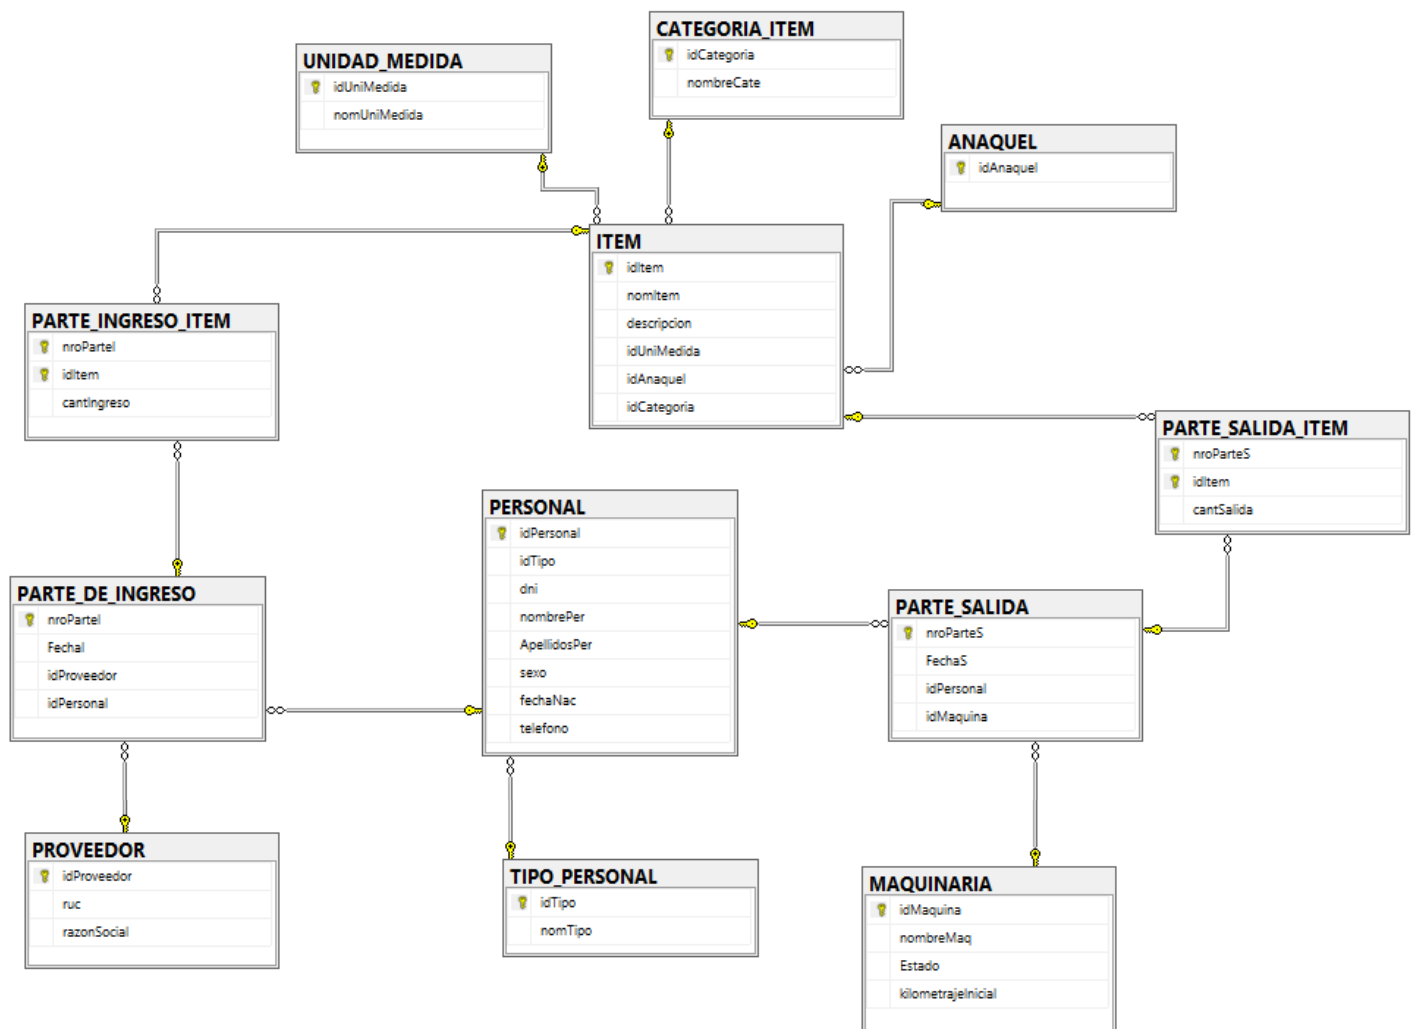 CATEGORIA_ITEM
idCategoria
nombreCate
UNIDAD_MEDIDA
idUniMedida
nomUniMedida
ANAQUEL
idAnaquel
ITEM
idItem
nomItem
descripcion
idUniMedida
idAnaquel
idCategoria
PARTE_INGRESO_ITEM
nroParteI
idItem
cantIngreso
PARTE_SALIDA_ITEM
nroParteS
idItem
cantSalida
PERSONAL
idPersonal
idTipo
dni
nombrePer
ApellidosPer
sexo
fechaNac
telefono
PARTE_DE_INGRESO
nroParteI
FechaI
idProveedor
idPersonal
PARTE_SALIDA
nroParteS
FechaS
idPersonal
idMaquina
PROVEEDOR
idProveedor
ruc
razonSocial
TIPO_PERSONAL
idTipo
nomTipo
MAQUINARIA
idMaquina
nombreMaq
Estado
kilometrajeInicial